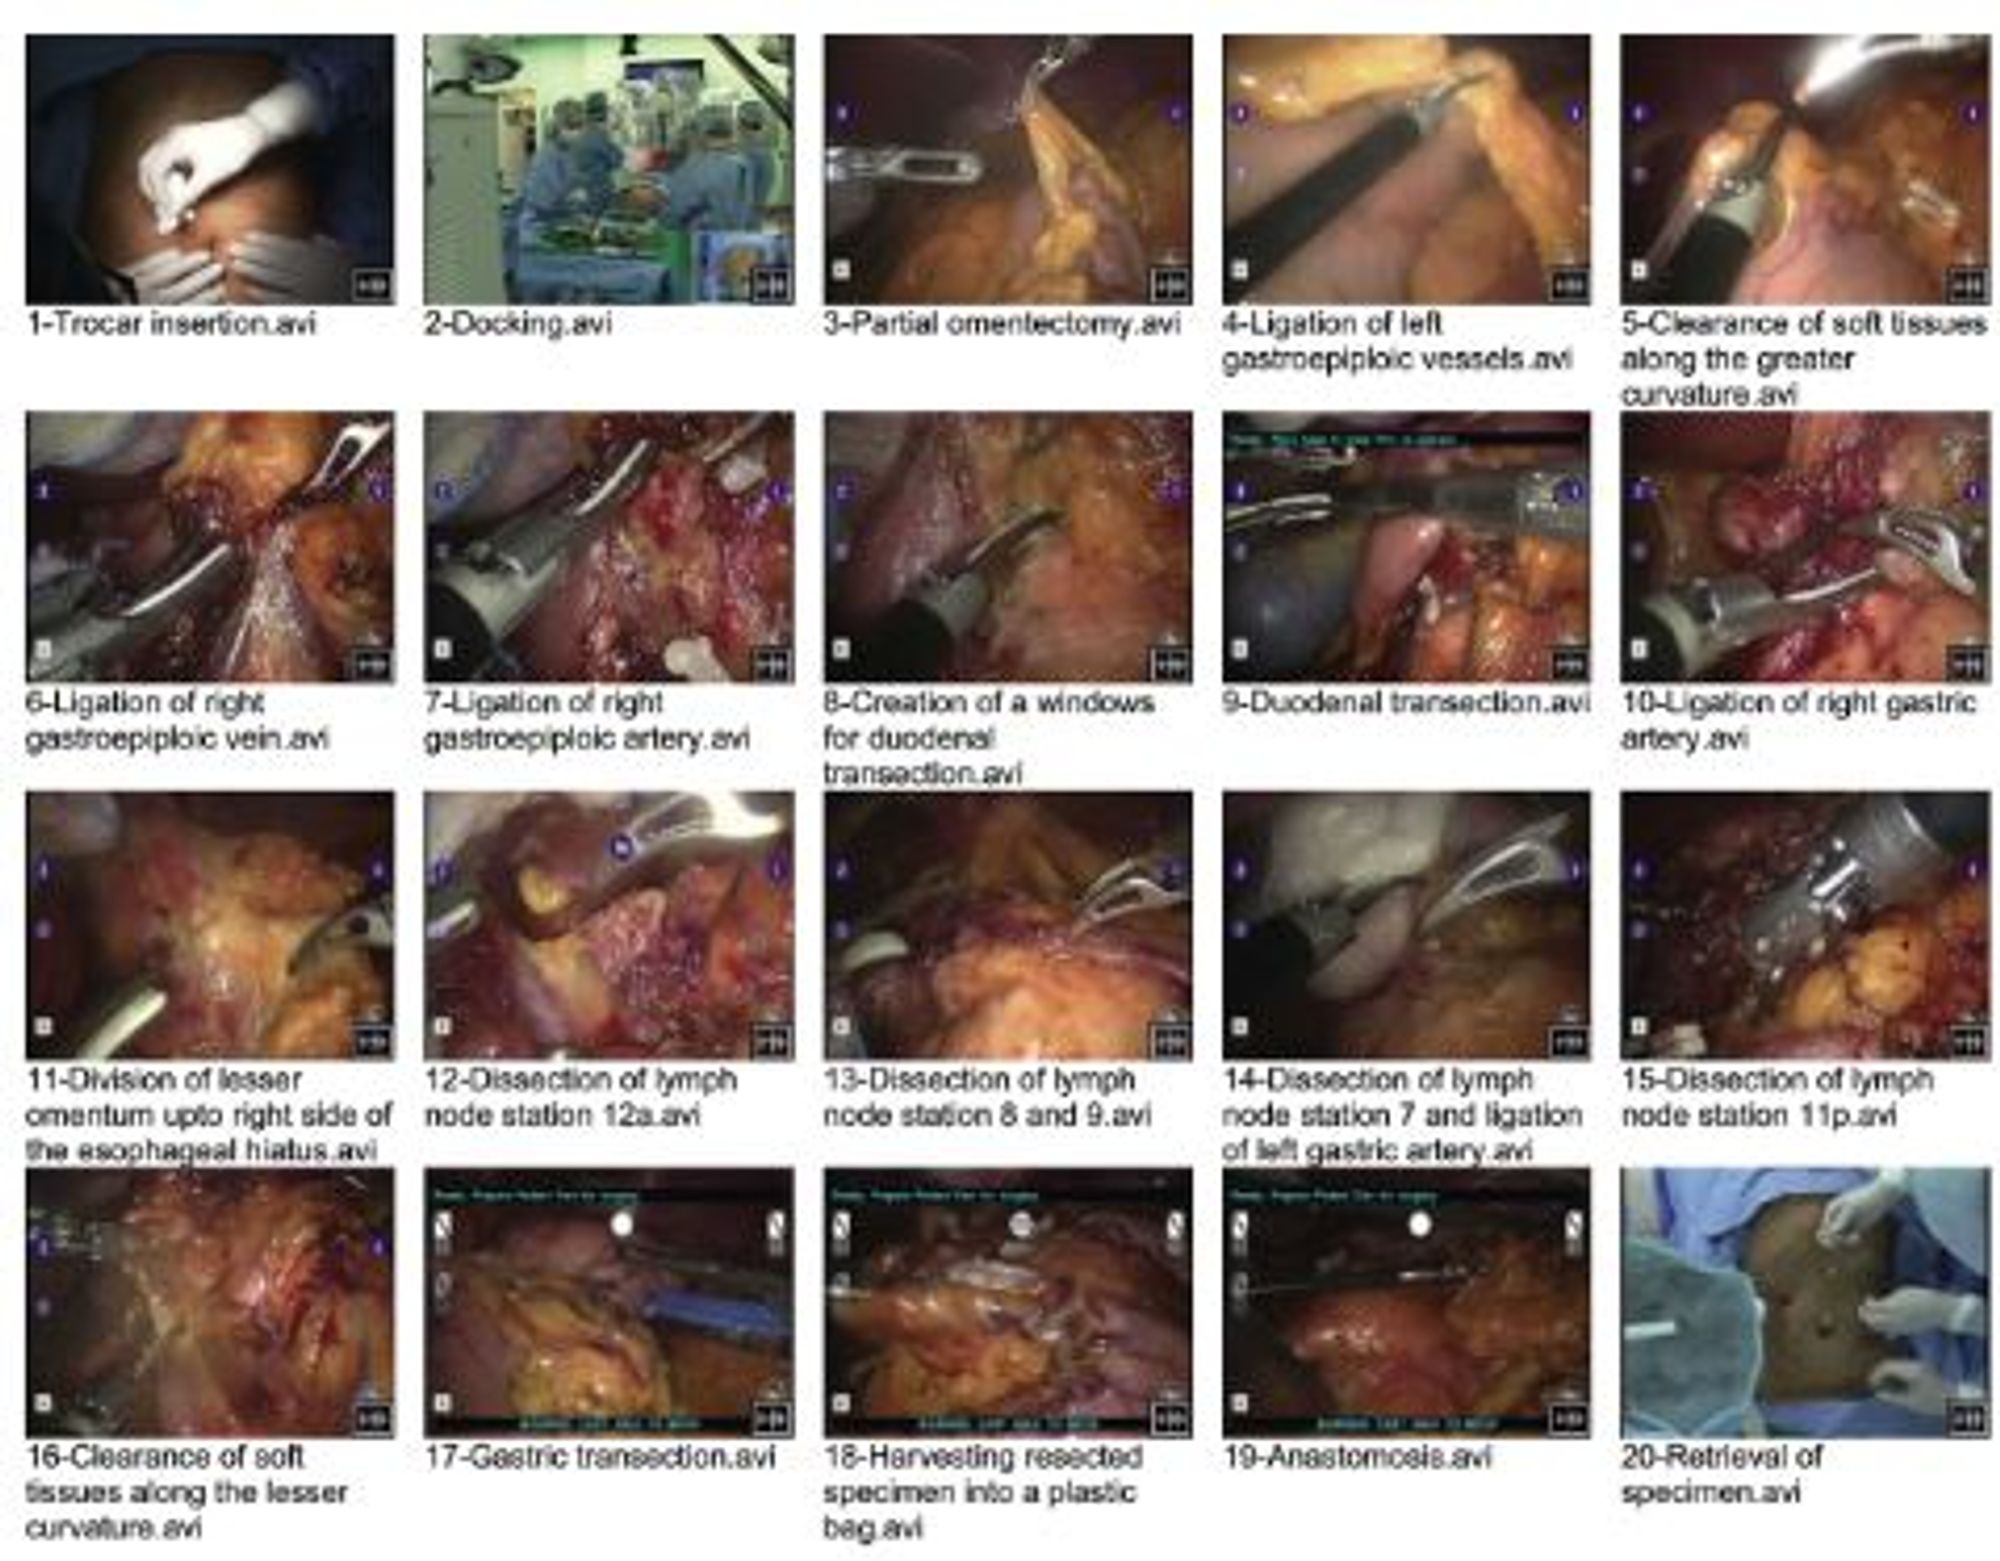 1-Trocar insertion.avi
2-Docking.avi
3-Partial omentectomy.avi
4-Ligation of left
gastroepiploic vessels.avi
5-Clearance of soft tissues
along the greater
curvature.avi
6-Ligation of right
gastroepiploic vein.avi
7-Ligation of right
gastroepiploic artery.avi
8-Creation of a windows
for duodenal
transection.avi
9-Duodenal transection.avi
10-Ligation of right gastric
artery.avi
11-Division of lesser
omentum upto right side of
the esophageal hiatus.avi
12-Dissection of lymph
node station 12a.avi
13-Dissection of lymph
node station 8 and 9.avi
14-Dissection of lymph
node station 7 and ligation
of left gastric artery.avi
15-Dissection of lymph
node station 11p.avi
16-Clearance of soft
tissues along the lesser
curvature.avi
17-Gastric transection.avi
18-Harvesting resected
specimen into a plastic
bag.avi
19-Anastomosis.avi
20-Retrieval of
specimen.avi